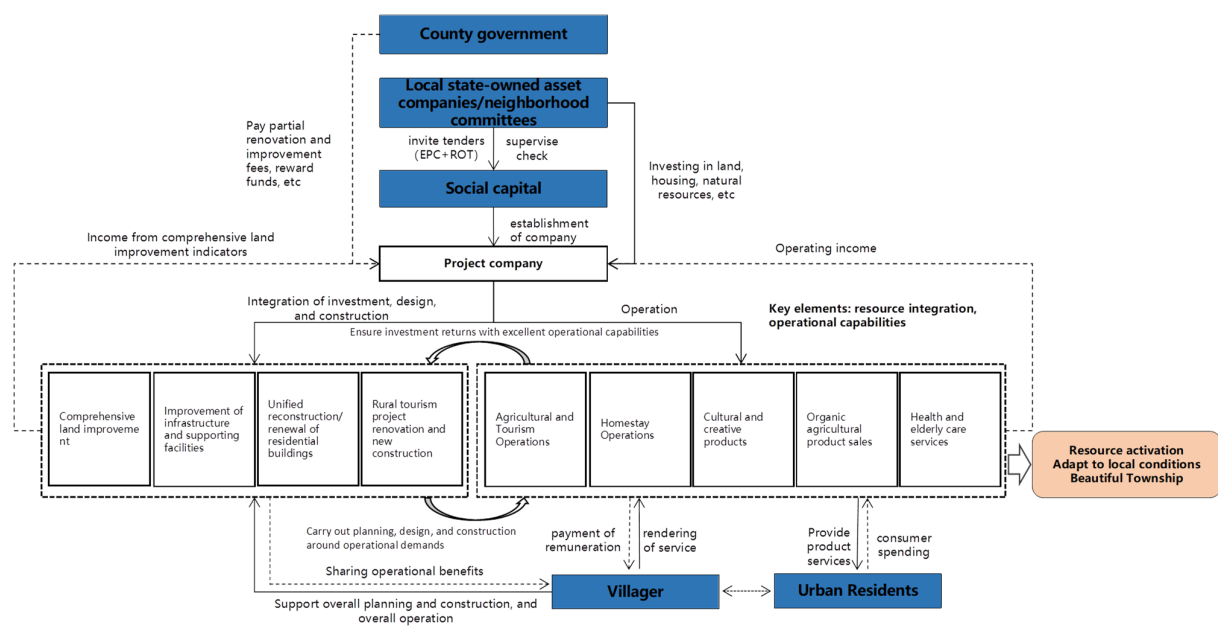 County government
Local state-owned asset
companies/neighborhood
committees
Pay partial
renovation and
improvement
fees, reward
funds, etc
invite tenders
(EPC+ROT)
supervise
check
Investing in land,
housing, natural
resources, etc
Social capital
establishment
of company
Income from comprehensive land
improvement indicators
Operating income
Project company
Integration of investment, design,
and construction
Operation
Key elements: resource integration,
operational capabilities
Ensure investment returns with excellent operational capabilities
Comprehensive
land improveme
nt
Improvement of
infrastructure
and supporting
facilities
Unified
reconstruction/
renewal of
residential
buildings
Rural tourism
project
renovation and
new
construction
Agricultural and
Tourism
Operations
Homestay
Operations
Cultural and
creative
products
Organic
agricultural
product sales
Health and
elderly care
services
Resource activation
Adapt to local conditions
Beautiful Township
Carry out planning, design, and construction
around operational demands
payment of
remuneration
rendering
of service
Provide
product
services
consumer
spending
Sharing operational benefits
Villager
Urban Residents
Support overall planning and construction, and
overall operation